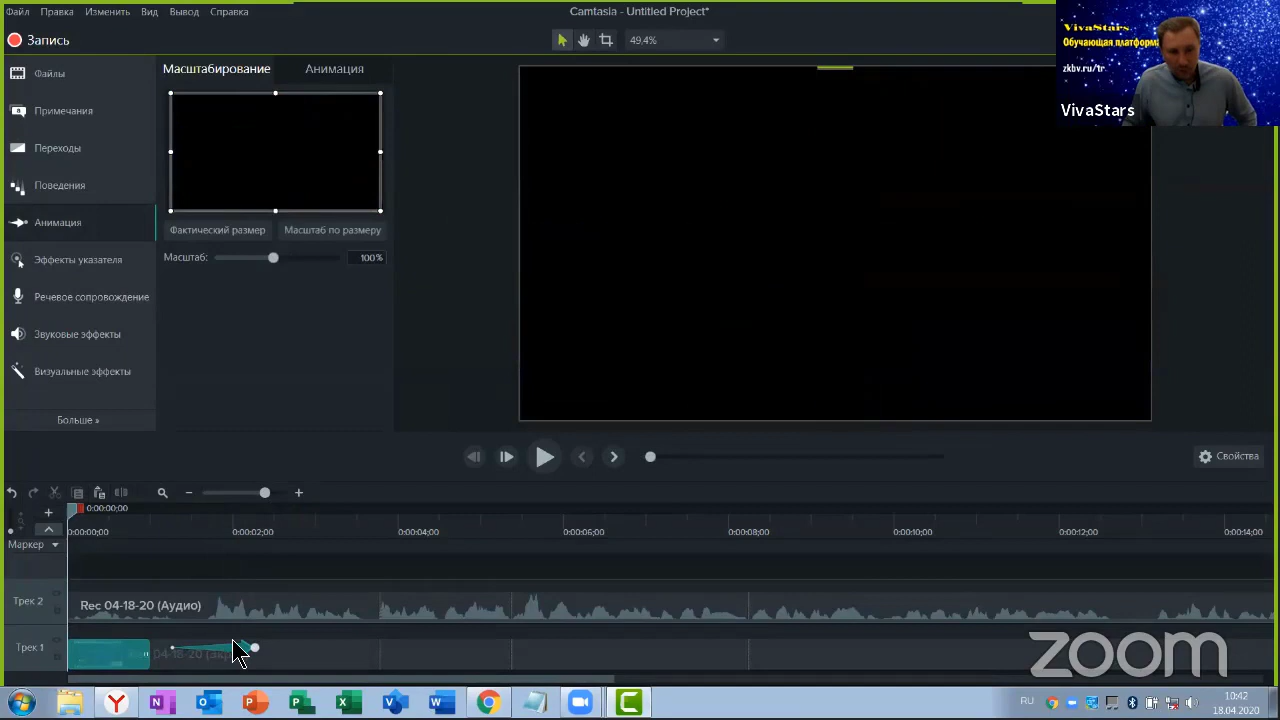 Файл Правка Изменить Вид Вывод Справка
Camtasia - Untitled Project*
Запись
49,4%
VivaStars
Обучающая платформа
zkbv.ru/tr
VivaStars
Файлы
Примечания
Переходы
Поведения
Анимация
Эффекты указателя
Речевое сопровождение
Звуковые эффекты
Визуальные эффекты
Больше »
Масштабирование Анимация
Фактический размер Масштаб по размеру
Масштаб: 100%
Свойства
0:00:00;00
0:00:00;00 0:00:02;00 0:00:04;00 0:00:06;00 0:00:08;00 0:00:10;00 0:00:12;00 0:00:14;00
Маркер
Трек 2 Rec 04-18-20 (Аудио)
Трек 1
zoom
RU 10:42
18.04.2020